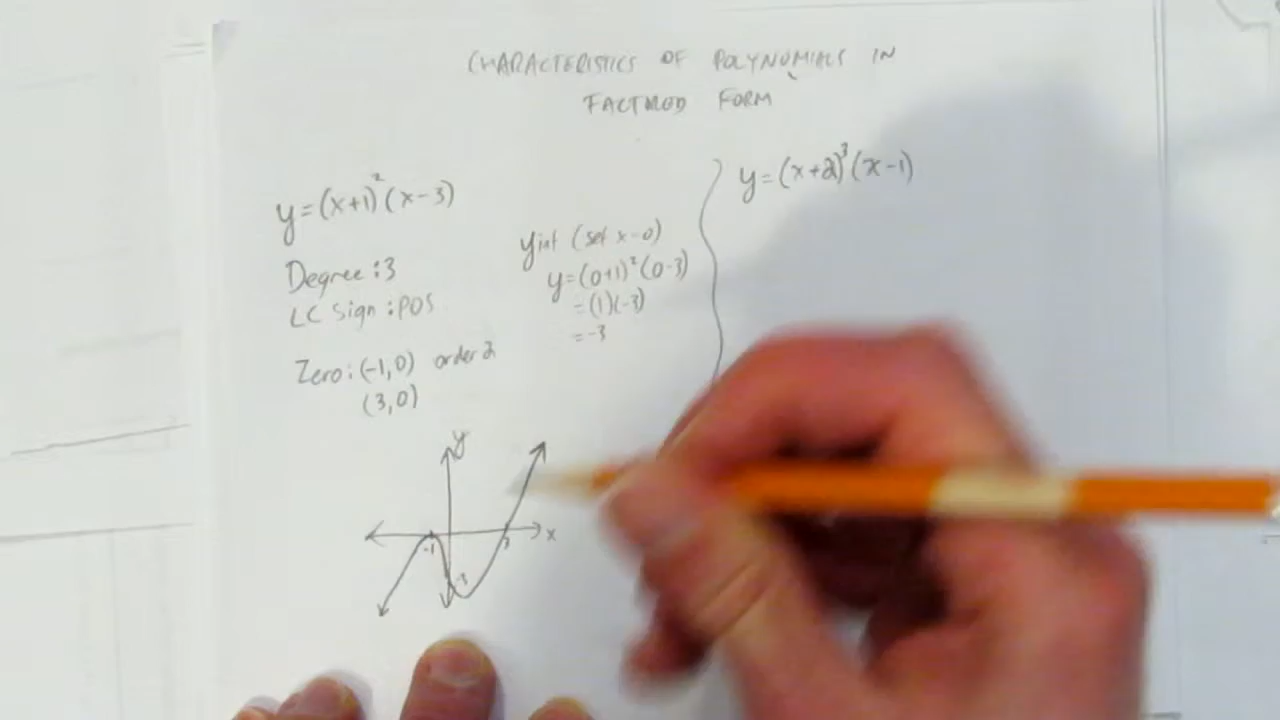 CHARACTERISTICS OF POLYNOMIALS IN
FACTORED FORM
y=(x+1)²(x-3)
Degree:3
LC Sign:POS
Zero:(-1,0) order 2
(3,0)
yint (set x=0)
y=(0+1)²(0-3)
=(1)(-3)
=-3
y
x
-1
3
-3
y=(x+2)³(x-1)